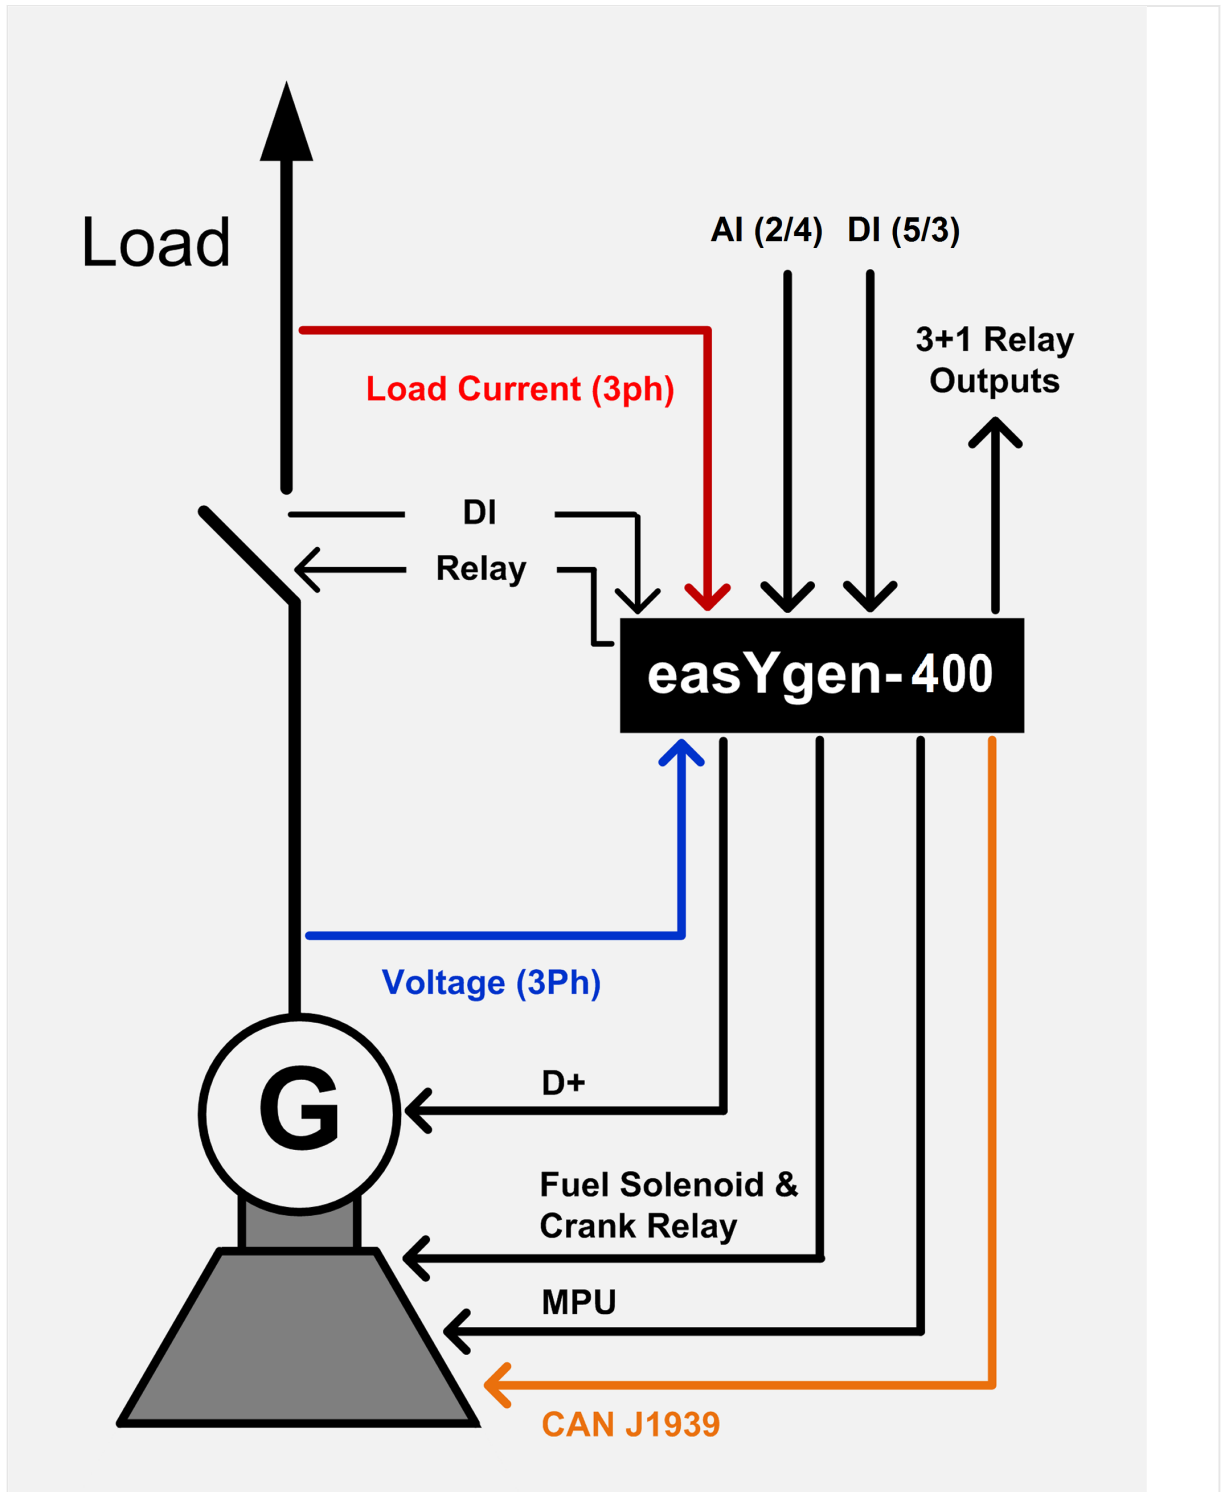 Load
AI (2/4) DI (5/3)
3+1 Relay
Outputs
Load Current (3ph)
DI
Relay
easYgen-400
Voltage (3Ph)
G
D+
Fuel Solenoid &
Crank Relay
MPU
CAN J1939